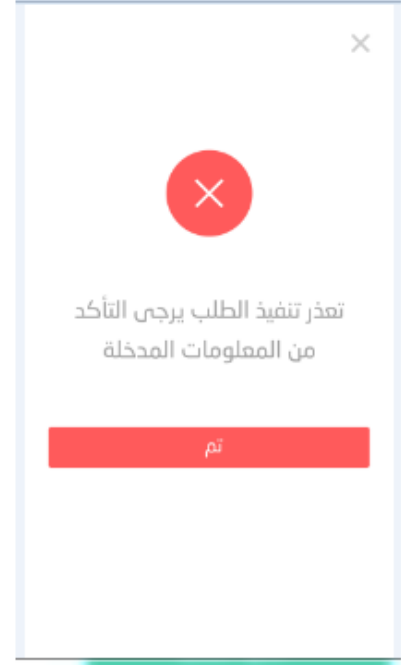 تعذر تنفيذ الطلب يرجى التأكد
من المعلومات المدخلة
تم